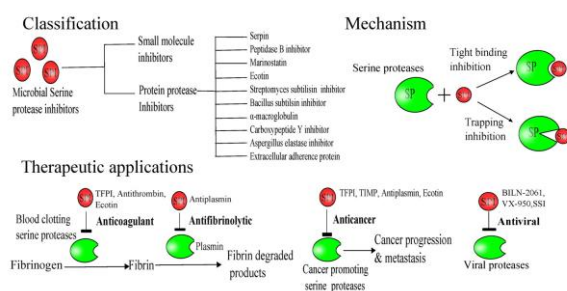 Classification
Small molecule
inhibitors
Microbial Serine
protease inhibitors
Protein protease
Inhibitors
Serpin
Peptidase B inhibitor
Marinostatin
Ecotin
Streptomyces subtilisin inhibitor
Bacillus subtilsin inhibitor
α-macroglobulin
Carboxypeptide Y inhibitor
Aspergillus elastase inhibitor
Extracellular adherence protein
Mechanism
Tight binding
inhibition
Serine proteases
SP
+
SP
Trapping
inhibition
SP
Therapeutic applications
TFPI, Antithrombin,
Ecotin
Blood clotting
serine proteases
Anticoagulant
Fibrinogen
Antiplasmin
Antifibrinolytic
Plasmin
Fibrin
Fibrin degraded
products
TFPI, TIMP, Antiplasmin, Ecotin
Anticancer
Cancer promoting
serine proteases
Cancer progression
& metastasis
BILN-2061,
VX-950,SSI
Antiviral
Viral proteases